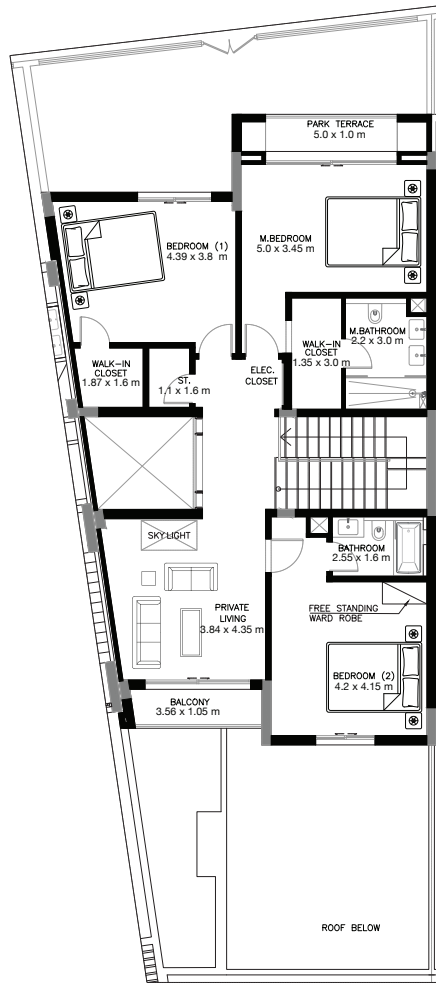 PARK TERRACE
5.0 x 1.0 m
M.BEDROOM
5.0 x 3.45 m
BEDROOM (1)
4.39 x 3.8 m
M.BATHROOM
2.2 x 3.0 m
WALK-IN
CLOSET
1.35 x 3.0 m
WALK-IN
CLOSET
1.87 x 1.6 m
ST.
1.1 x 1.6 m
ELEC.
CLOSET
SKY LIGHT
BATHROOM
2.55 x 1.6 m
PRIVATE
LIVING
3.84 x 4.35 m
FREE STANDING
WARD ROBE
BEDROOM (2)
4.2 x 4.15 m
BALCONY
3.56 x 1.05 m
ROOF BELOW